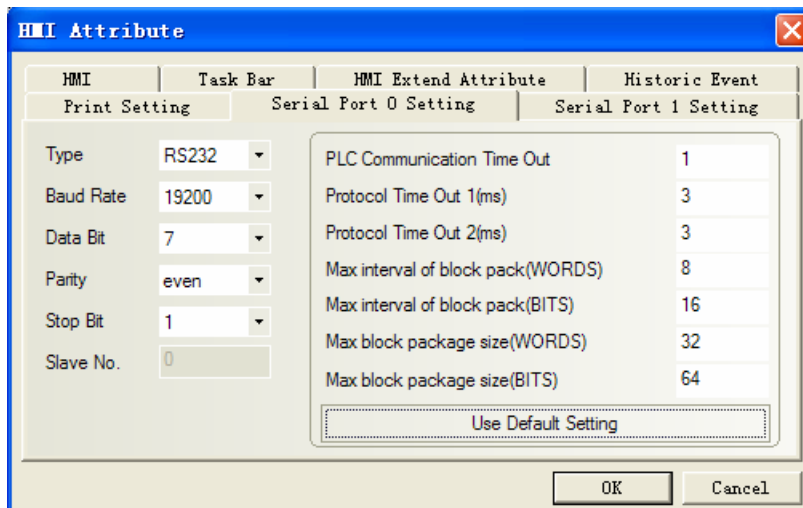 HMI Attribute
HMI Task Bar HMI Extend Attribute Historic Event
Print Setting Serial Port 0 Setting Serial Port 1 Setting
Type RS232
Baud Rate 19200
Data Bit 7
Parity even
Stop Bit 1
Slave No. 0
PLC Communication Time Out 1
Protocol Time Out 1(ms) 3
Protocol Time Out 2(ms) 3
Max interval of block pack(WORDS) 8
Max interval of block pack(BITS) 16
Max block package size(WORDS) 32
Max block package size(BITS) 64
Use Default Setting
OK Cancel